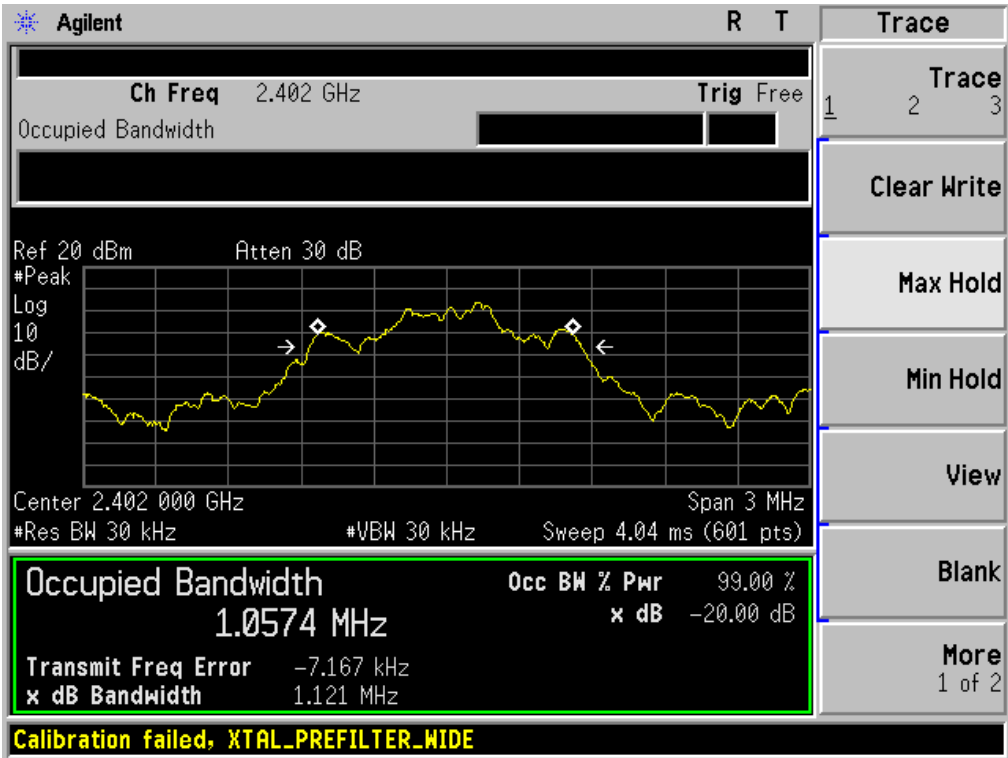 Agilent R T
Trace
Ch Freq 2.402 GHz Trig Free
Occupied Bandwidth
Ref 20 dBm Atten 30 dB
#Peak
Log
10
dB/
Center 2.402 000 GHz Span 3 MHz
#Res BW 30 kHz #VBW 30 kHz Sweep 4.04 ms (601 pts)
Occupied Bandwidth
1.0574 MHz
Occ BW % Pwr 99.00 %
x dB -20.00 dB
Transmit Freq Error -7.167 kHz
x dB Bandwidth 1.121 MHz
Calibration failed, XTAL_PREFILTER_WIDE
Trace
1 2 3
Clear Write
Max Hold
Min Hold
View
Blank
More
1 of 2